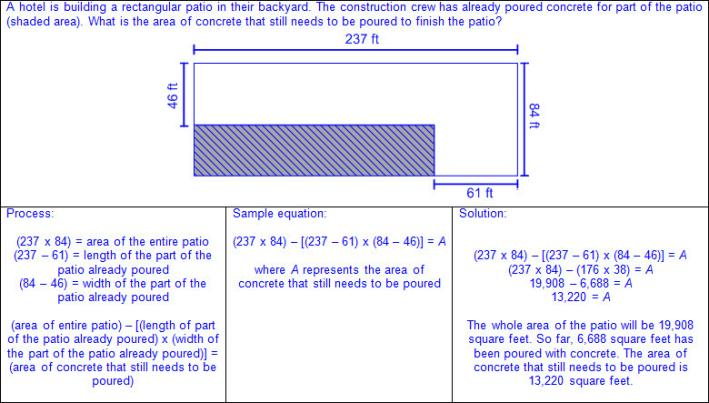 A hotel is building a rectangular patio in their backyard. The construction crew has already poured concrete for part of the patio
(shaded area). What is the area of concrete that still needs to be poured to finish the patio?
237 ft
46 ft
84 ft
61 ft
Process:
(237 x 84) = area of the entire patio
(237 – 61) = length of the part of the
patio already poured
(84 – 46) = width of the part of the
patio already poured
(area of entire patio) – [(length of part
of the patio already poured) x (width of
the part of the patio already poured)] =
(area of concrete that still needs to be
poured)
Sample equation:
(237 x 84) – [(237 – 61) x (84 – 46)] = A
where A represents the area of
concrete that still needs to be poured
Solution:
(237 x 84) – [(237 – 61) x (84 – 46)] = A
(237 x 84) – (176 x 38) = A
19,908 – 6,688 = A
13,220 = A
The whole area of the patio will be 19,908
square feet. So far, 6,688 square feet has
been poured with concrete. The area of
concrete that still needs to be poured is
13,220 square feet.